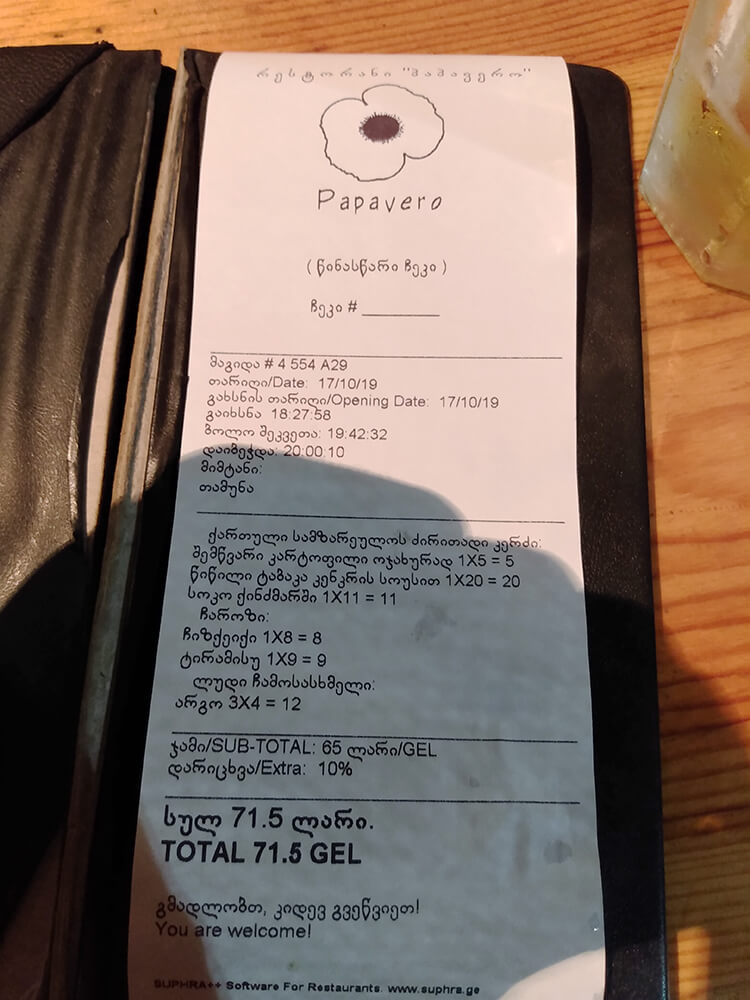 რესტორანი "პაპავერო"
Papavero
( წინასწარი ჩეკი )
ჩეკი # ________
მაგიდა # 4 554 A29
თარიღი/Date: 17/10/19
გახსნის თარიღი/Opening Date: 17/10/19
გაიხსნა 18:27:58
ბოლო შეკვეთა: 19:42:32
დაიბეჭდა: 20:00:10
მიმტანი:
თამუნა
ქართული სამზარეულოს ძირითადი კერძი:
შემწვარი კარტოფილი ოჯახურად 1X5 = 5
წიწილი ტაბაკა კენკრის სოუსით 1X20 = 20
სოკო ქინძმარში 1X11 = 11
ჩაროზი:
ჩიზქეიქი 1X8 = 8
ტირამისუ 1X9 = 9
ლუდი ჩამოსასხმელი:
არგო 3X4 = 12
ჯამი/SUB-TOTAL: 65 ლარი/GEL
დარიცხვა/Extra: 10%
სულ 71.5 ლარი.
TOTAL 71.5 GEL
გმადლობთ, კიდევ გვეწვიეთ!
You are welcome!
SUPHRA++ Software For Restaurants. www.suphra.ge